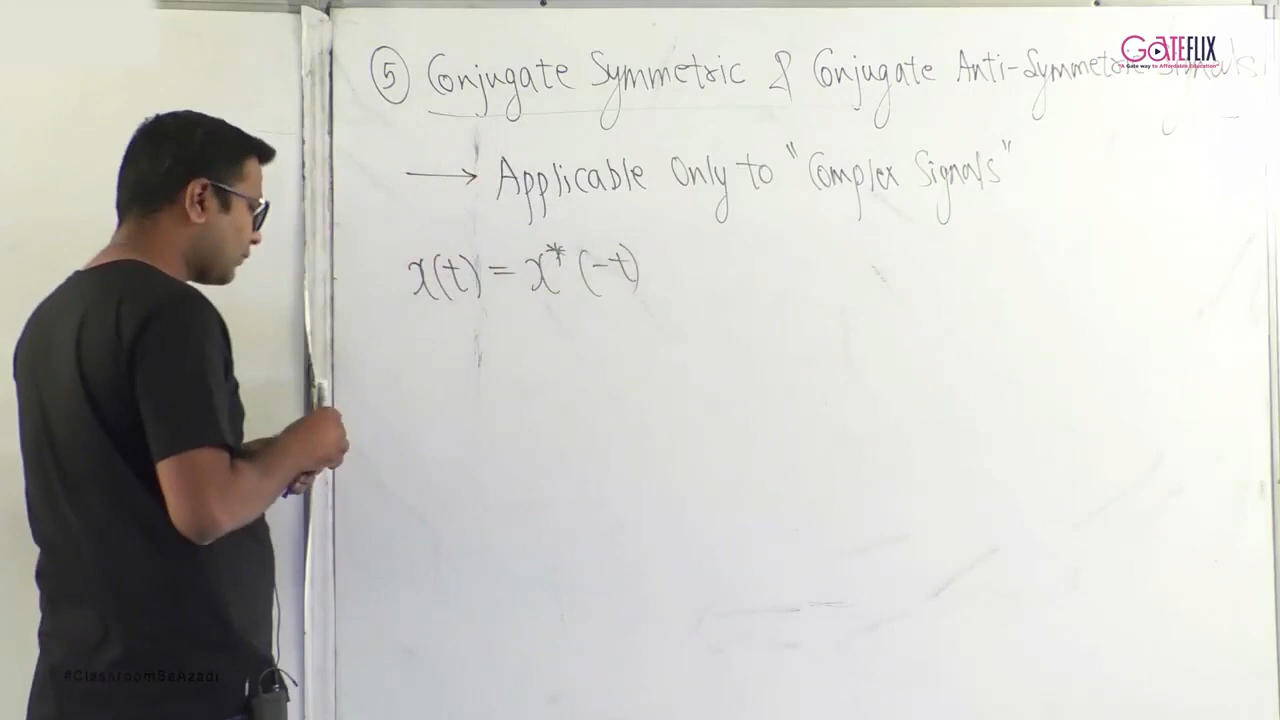 ⑤ Conjugate Symmetric & Conjugate Anti-Symmetric Signals
→ Applicable Only to "Complex Signals"
x(t) = x*(-t)
GATEFLIX
"A Gate way to Affordable Education"
#ClassroomSeAzadi